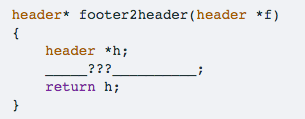 header* footer2header(header *f)
{
    header *h;
    _____???__________;
    return h;
}